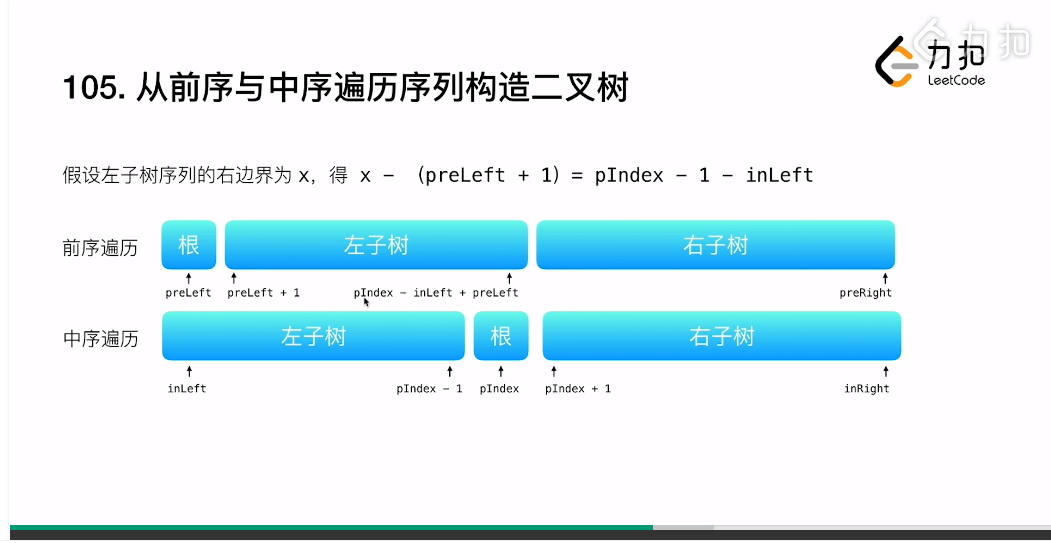 力扣
力扣
LeetCode
105. 从前序与中序遍历序列构造二叉树
假设左子树序列的右边界为 x，得 x - （preLeft + 1）= pIndex - 1 - inLeft
前序遍历 根 左子树 右子树
preLeft preLeft + 1 pIndex - inLeft + preLeft preRight
中序遍历 左子树 根 右子树
inLeft pIndex - 1 pIndex pIndex + 1 inRight